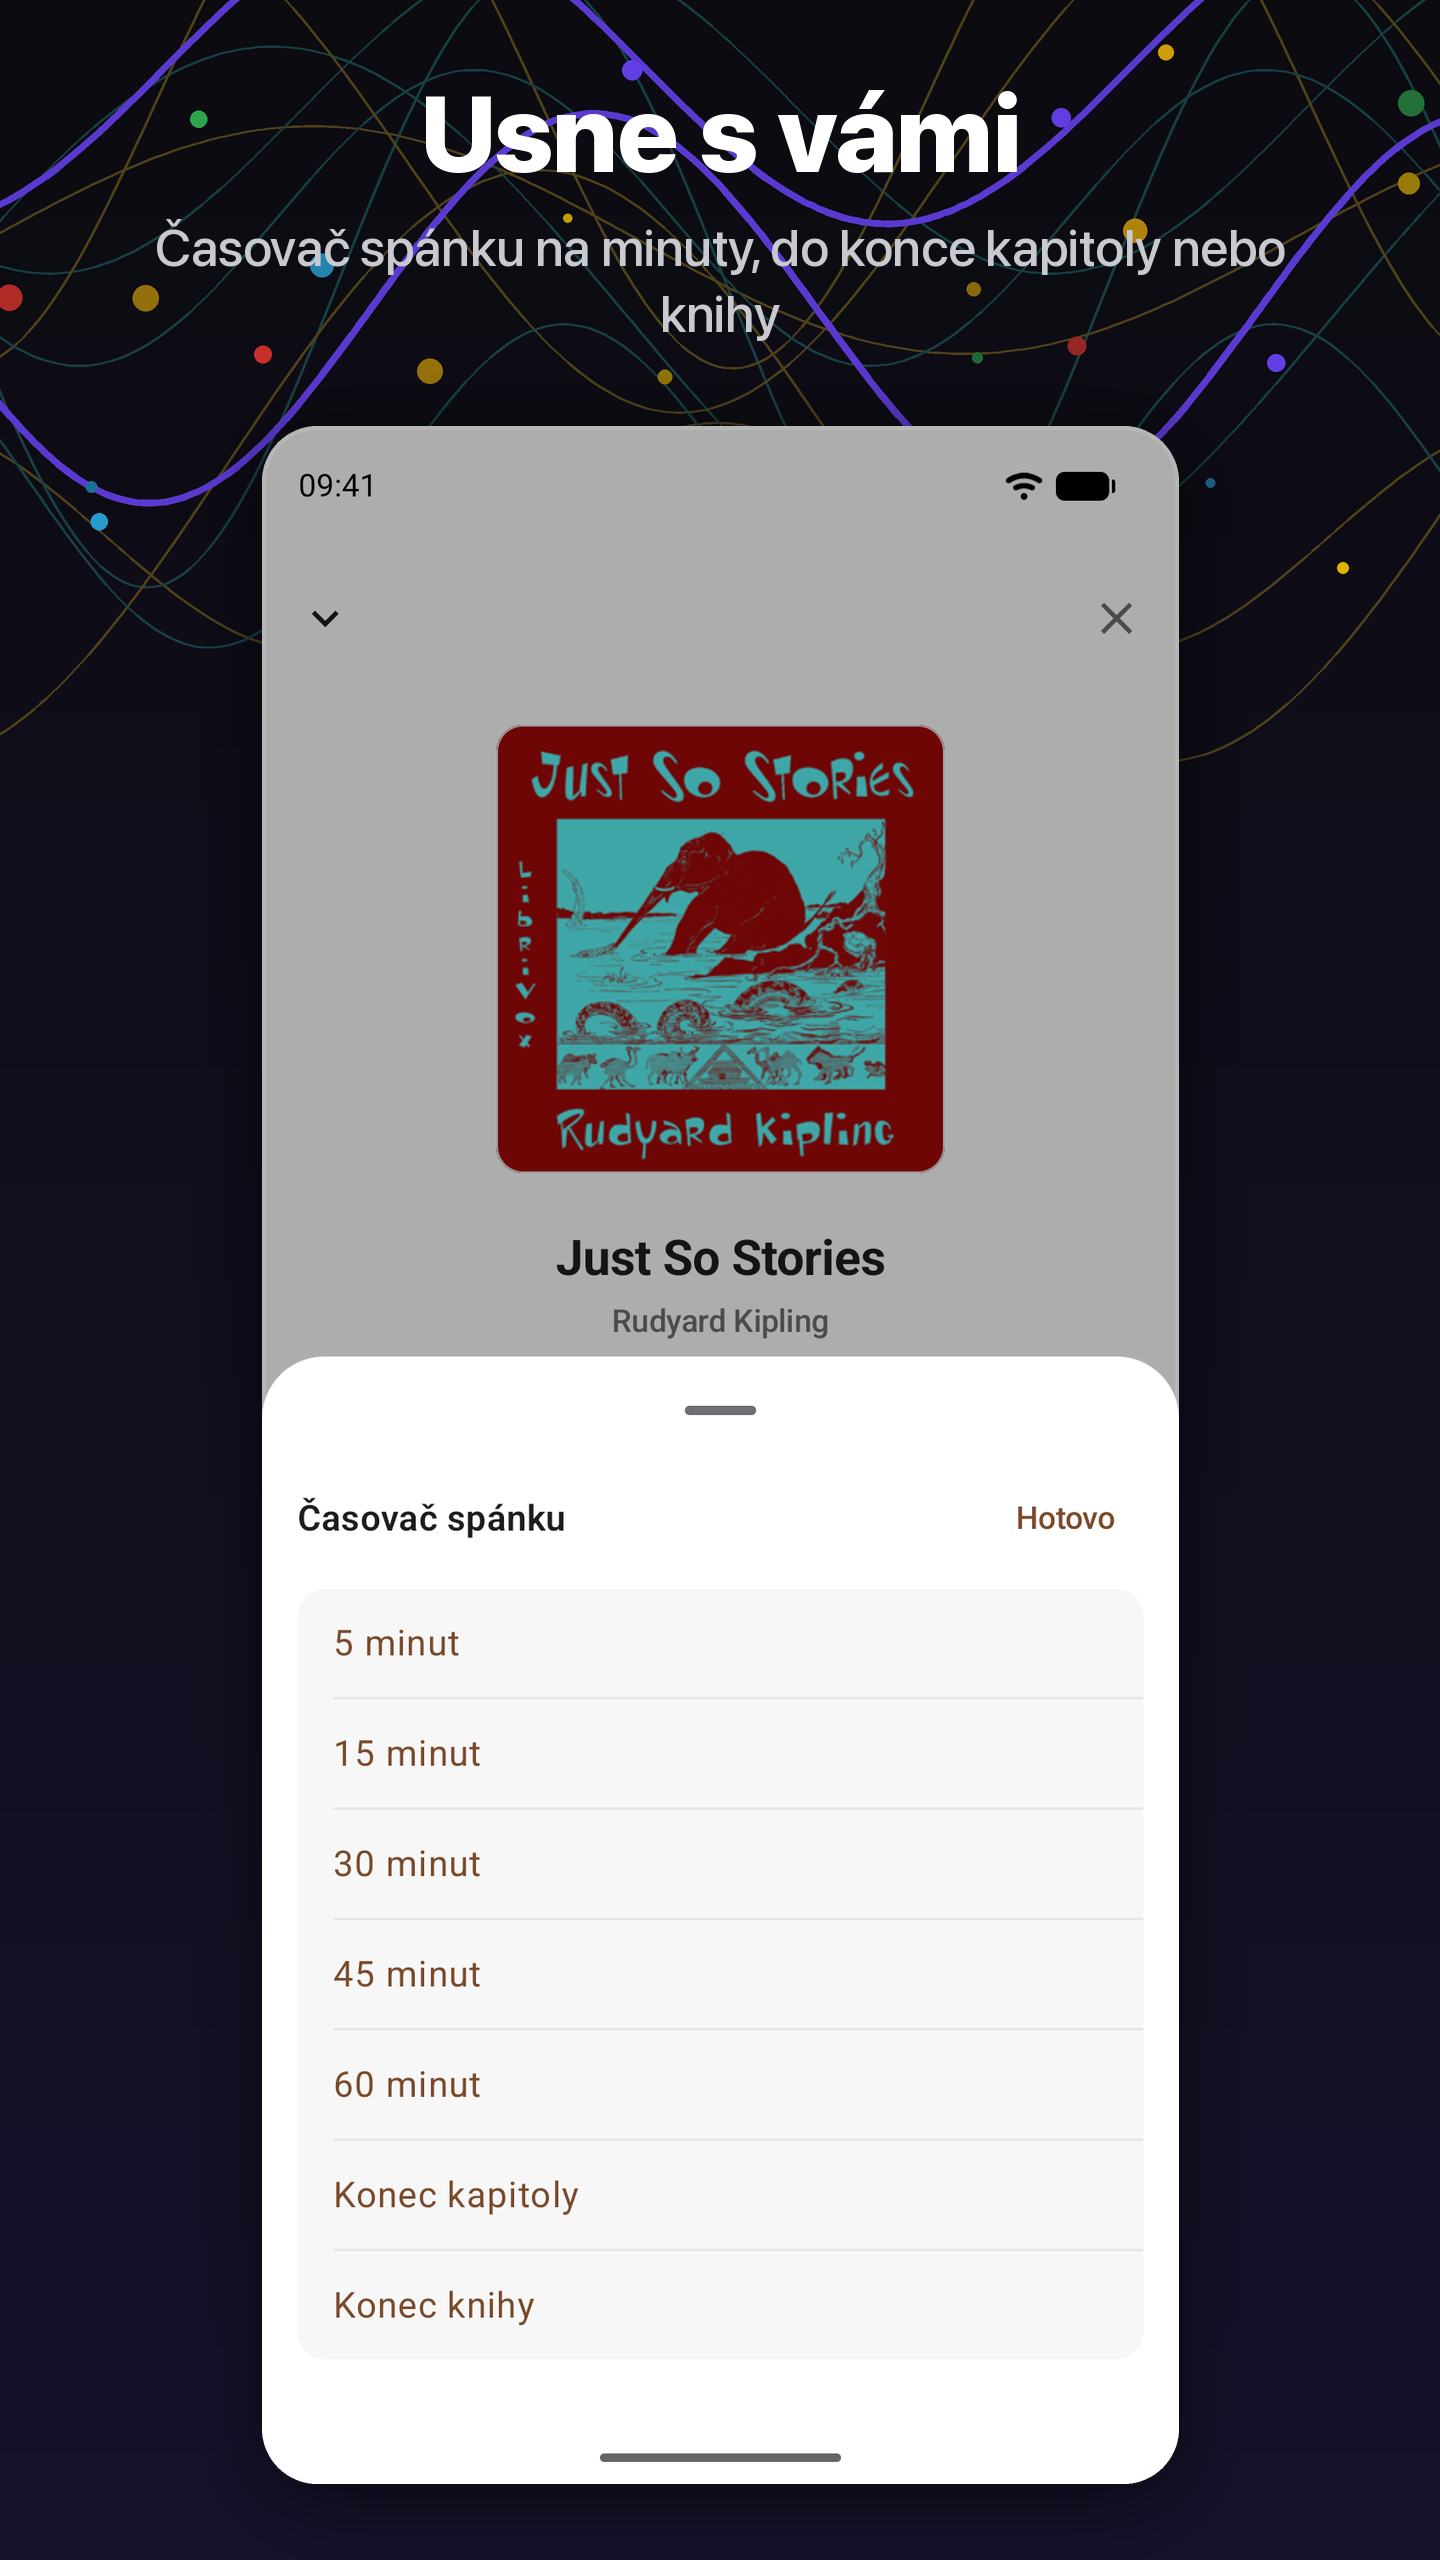 Usne s vámi
Časovač spánku na minuty, do konce kapitoly nebo
knihy
09:41
Just So Stories
LibriVox
Rudyard Kipling
Just So Stories
Rudyard Kipling
Časovač spánku
Hotovo
5 minut
15 minut
30 minut
45 minut
60 minut
Konec kapitoly
Konec knihy